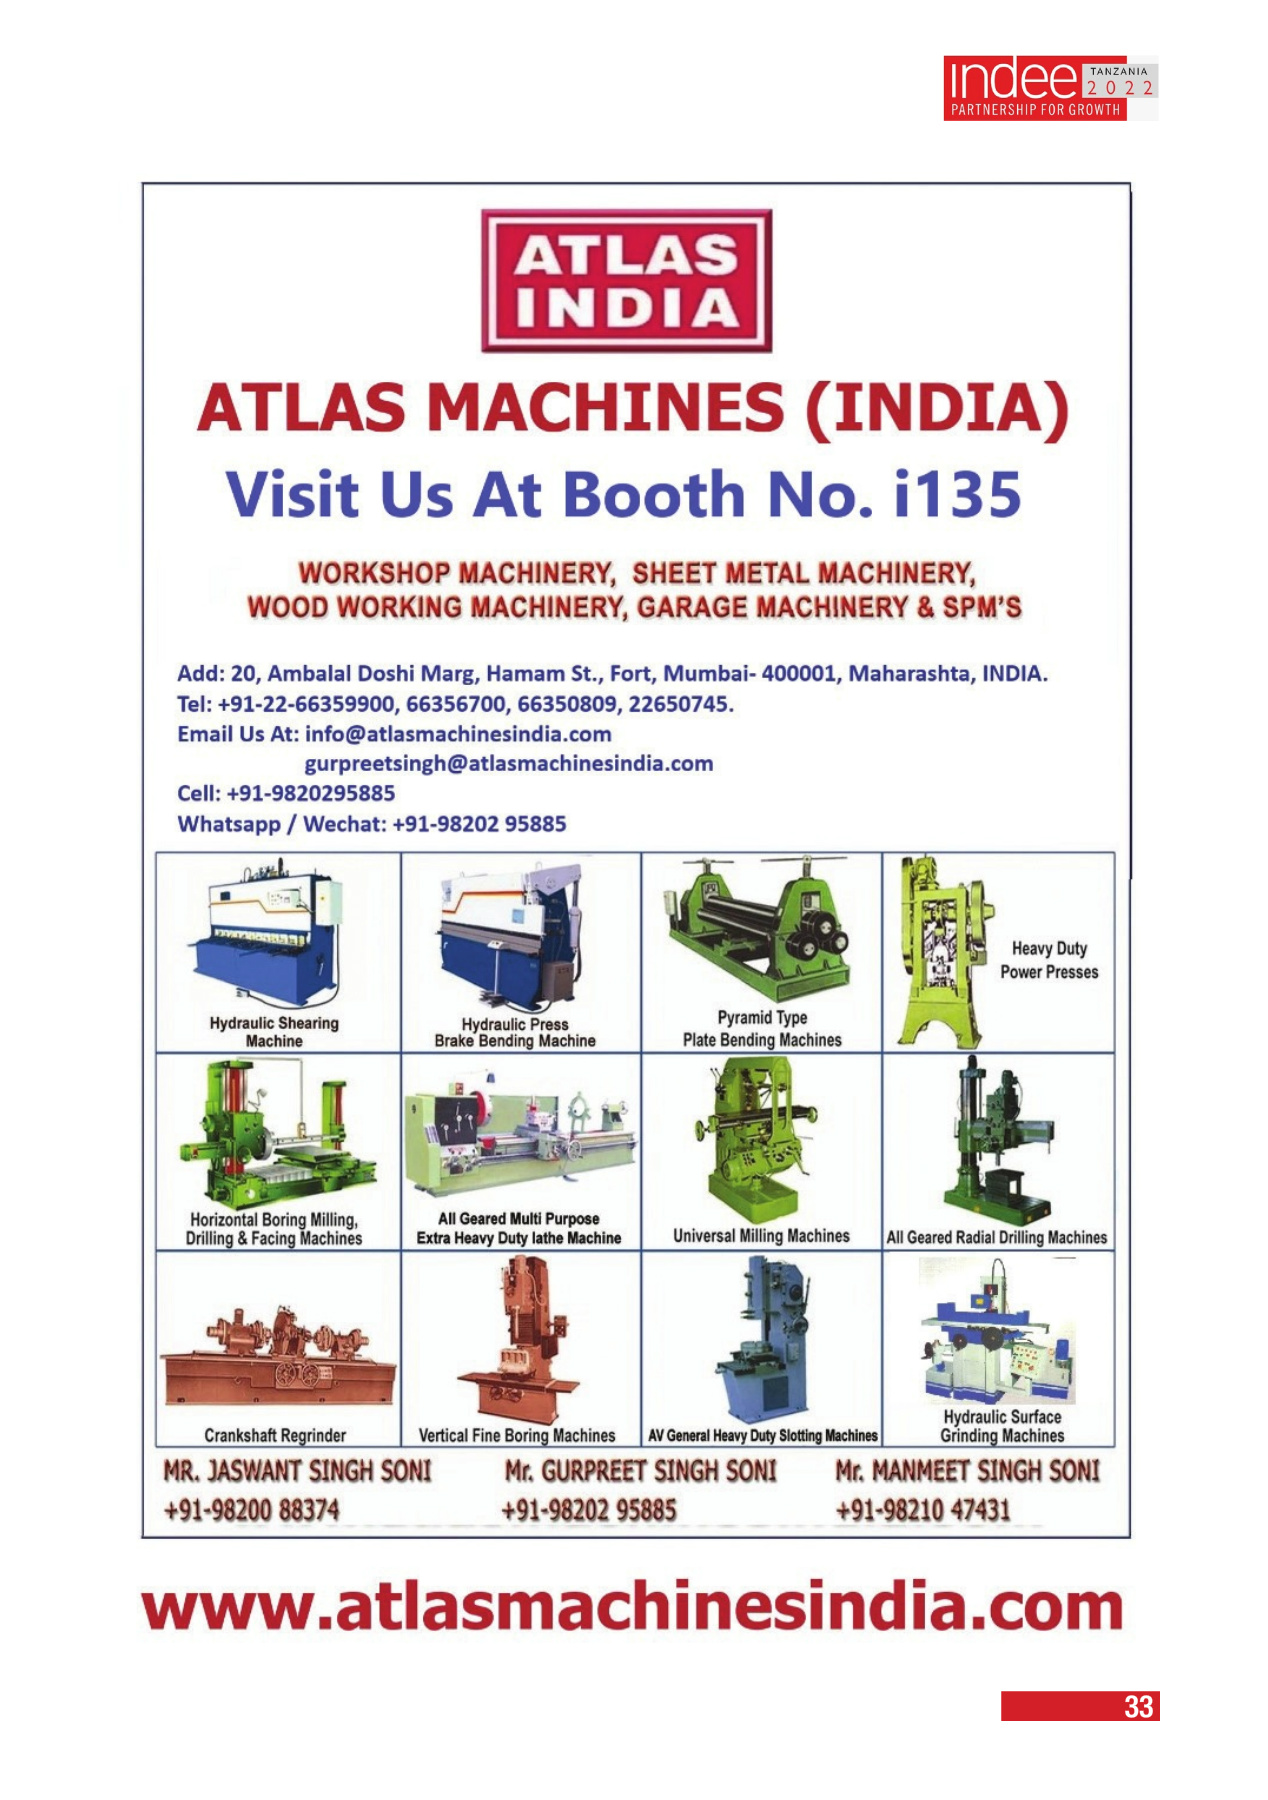 indee TANZANIA
2022
PARTNERSHIP FOR GROWTH
ATLAS
INDIA
ATLAS MACHINES (INDIA)
Visit Us At Booth No. i135
WORKSHOP MACHINERY, SHEET METAL MACHINERY,
WOOD WORKING MACHINERY, GARAGE MACHINERY & SPM'S
Add: 20, Ambalal Doshi Marg, Hamam St., Fort, Mumbai- 400001, Maharashta, INDIA.
Tel: +91-22-66359900, 66356700, 66350809, 22650745.
Email Us At: info@atlasmachinesindia.com
gurpreetsingh@atlasmachinesindia.com
Cell: +91-9820295885
Whatsapp / Wechat: +91-98202 95885
Hydraulic Shearing
Machine
Hydraulic Press
Brake Bending Machine
Pyramid Type
Plate Bending Machines
Heavy Duty
Power Presses
Horizontal Boring Milling,
Drilling & Facing Machines
All Geared Multi Purpose
Extra Heavy Duty lathe Machine
Universal Milling Machines
All Geared Radial Drilling Machines
Crankshaft Regrinder
Vertical Fine Boring Machines
AV General Heavy Duty Slotting Machines
Hydraulic Surface
Grinding Machines
MR. JASWANT SINGH SONI
+91-98200 88374
Mr. GURPREET SINGH SONI
+91-98202 95885
Mr. MANMEET SINGH SONI
+91-98210 47431
www.atlasmachinesindia.com
33